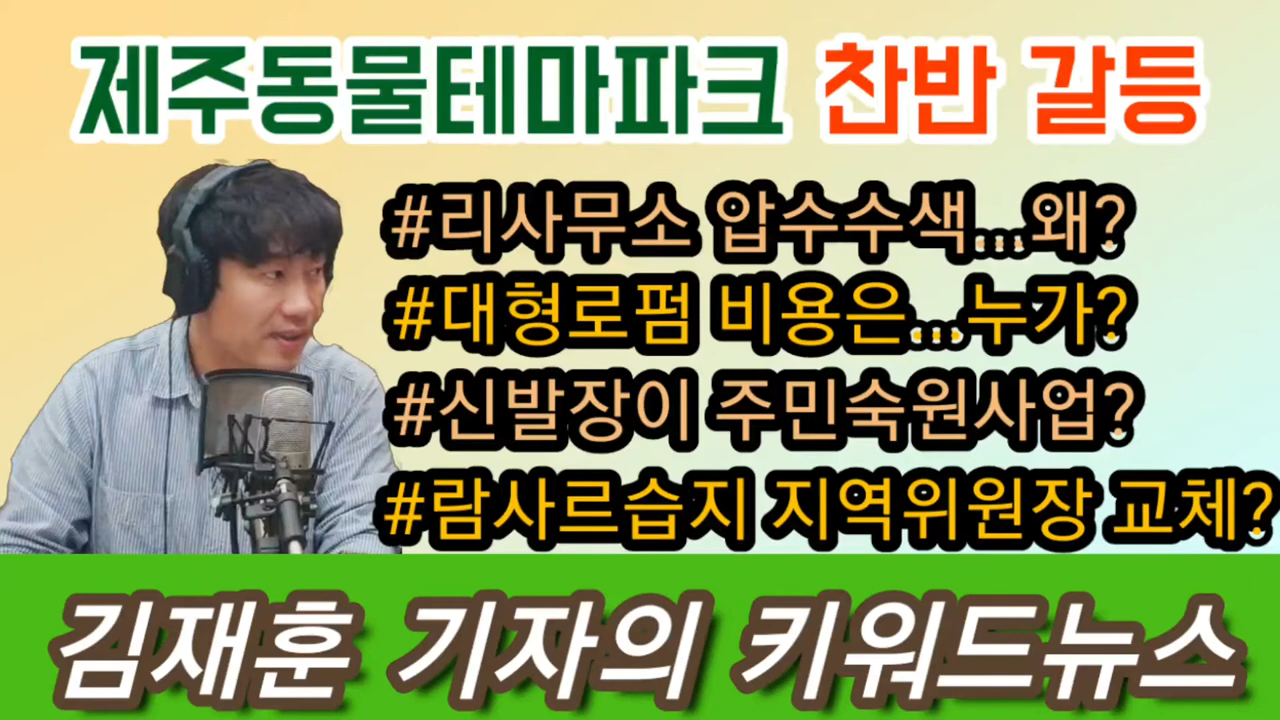 제주동물테마파크 찬반 갈등
#리사무소 압수수색...왜?
#대형로펌 비용은...누가?
#신발장이 주민숙원사업?
#람사르습지 지역위원장 교체?
김재훈 기자의 키워드뉴스